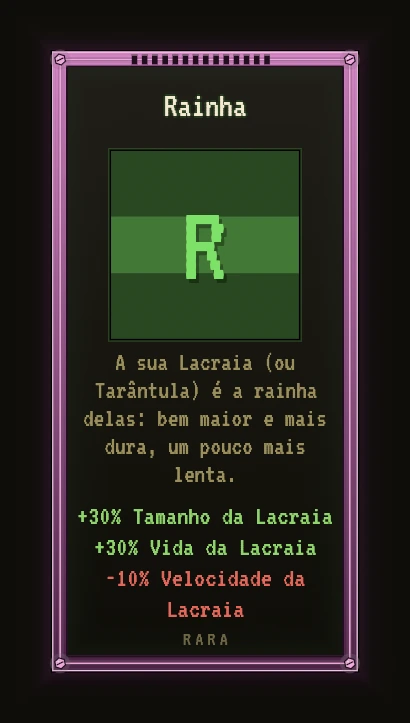 Rainha
R
A sua Lacraia (ou
Tarântula) é a rainha
delas: bem maior e mais
dura, um pouco mais
lenta.
+30% Tamanho da Lacraia
+30% Vida da Lacraia
-10% Velocidade da
Lacraia
RARA